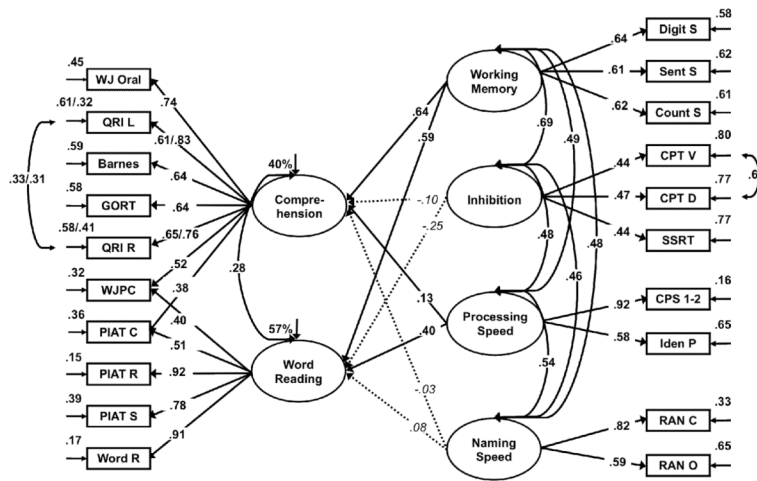 .45
WJ Oral
.61/.32
QRI L
.59
Barnes
.33/.31
.58
GORT
.58/.41
QRI R
.32
WJPC
.36
PIAT C
.15
PIAT R
.39
PIAT S
.17
Word R
.74
.61/.83
.64
.64
.65/.76
.52
.38
.40
.51
.92
.78
.91
40%
Compre-
hension
.28
57%
Word
Reading
.64
.59
-.10
-.25
.13
.40
-.03
.08
Working
Memory
Inhibition
Processing
Speed
Naming
Speed
.69
.49
.48
.48
.46
.54
.64
.61
.62
.44
.47
.44
.92
.58
.82
.59
.58
Digit S
.62
Sent S
.61
Count S
.80
CPT V
.77
CPT D
.77
SSRT
.16
CPS 1-2
.65
Iden P
.33
RAN C
.65
RAN O